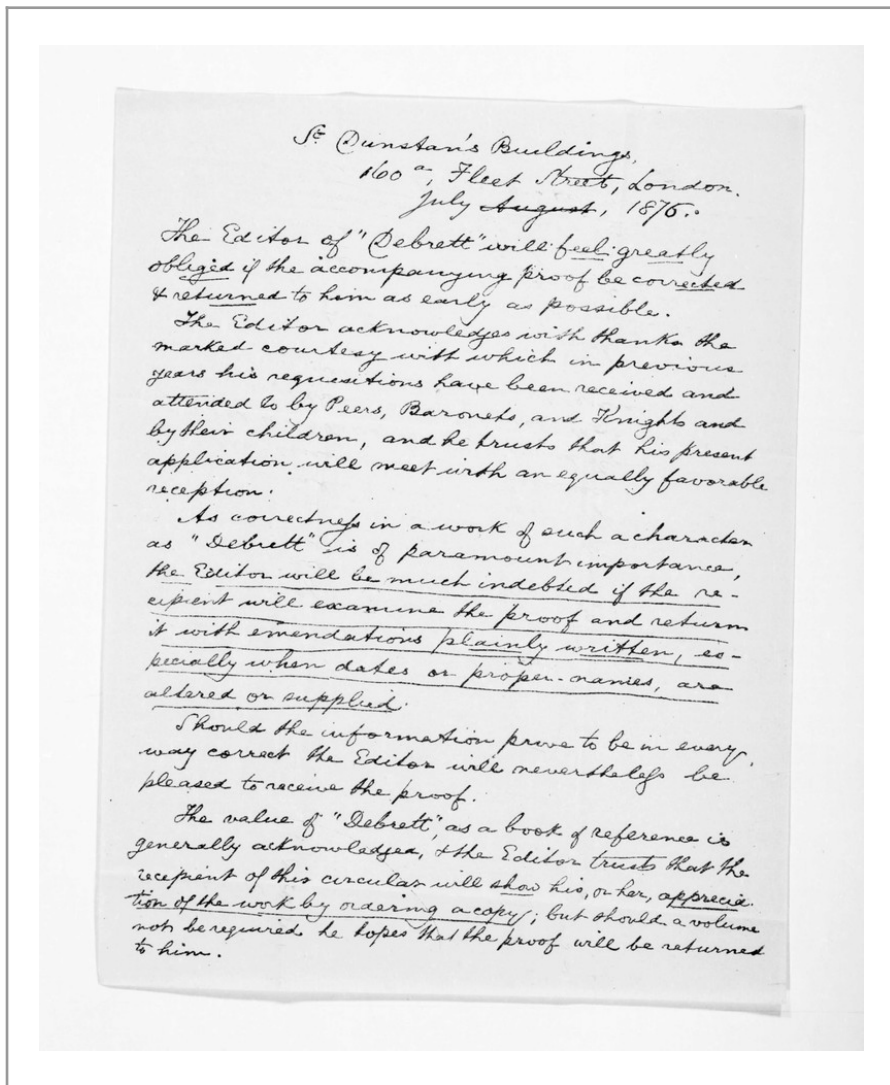 St. Dunstan's Buildings,
160a, Fleet Street, London.
July August, 1876.
The Editor of "Debrett" will feel greatly
obliged if the accompanying proof be corrected
& returned to him as early as possible.
The Editor acknowledges with thanks the
marked courtesy with which in previous
years his requisitions have been received and
attended to by Peers, Baronets, and Knights and
by their children, and he trusts that his present
application will meet with an equally favorable
reception.
As correctness in a work of such a character
as "Debrett" is of paramount importance,
the Editor will be much indebted if the re-
cipient will examine the proof and return
it with emendations plainly written, es-
pecially when dates or proper-names, are
altered or supplied.
Should the information prove to be in every
way correct the Editor will nevertheless be
pleased to receive the proof.
The value of "Debrett", as a book of reference is
generally acknowledged, & the Editor trusts that the
recepient of this circular will show his, or her, apprecia-
tion of the work by ordering a copy; but should a volume
not be required he hopes that the proof will be returned
to him.